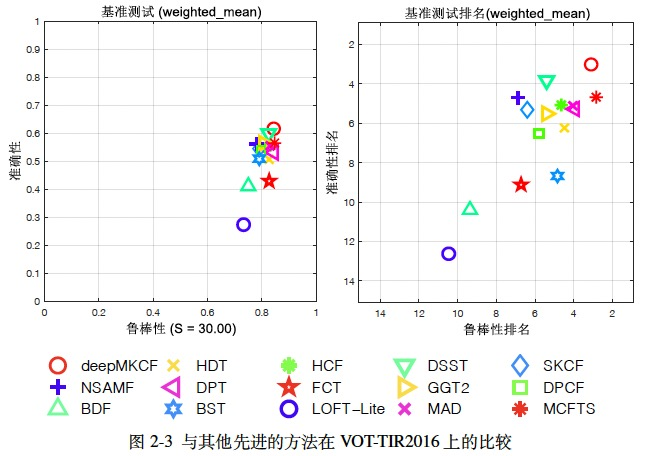 基准测试 (weighted_mean)
1
0.9
0.8
0.7
0.6
0.5
0.4
0.3
0.2
0.1
0
准确性
0 0.2 0.4 0.6 0.8 1
鲁棒性 (S = 30.00)
基准测试排名(weighted_mean)
2
4
6
8
10
12
14
准确性排名
14 12 10 8 6 4 2
鲁棒性排名
deepMKCF HDT HCF DSST SKCF
NSAMF DPT FCT GGT2 DPCF
BDF BST LOFT-Lite MAD MCFTS
图 2-3 与其他先进的方法在 VOT-TIR2016 上的比较